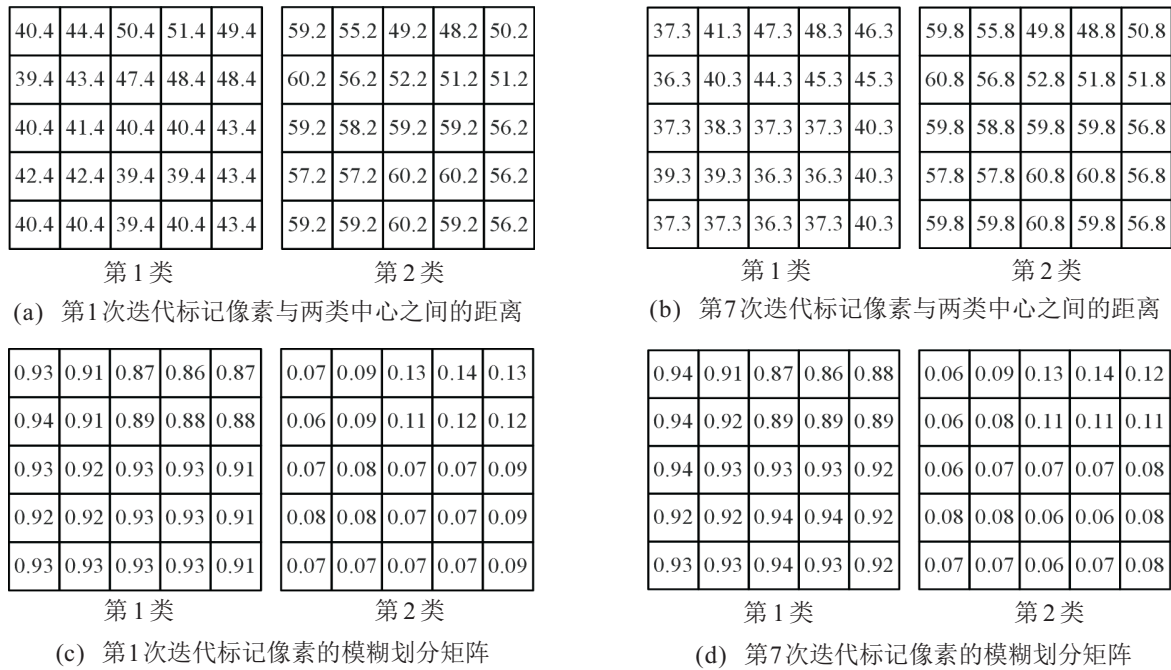 40.4 44.4 50.4 51.4 49.4 59.2 55.2 49.2 48.2 50.2
39.4 43.4 47.4 48.4 48.4 60.2 56.2 52.2 51.2 51.2
40.4 41.4 40.4 40.4 43.4 59.2 58.2 59.2 59.2 56.2
42.4 42.4 39.4 39.4 43.4 57.2 57.2 60.2 60.2 56.2
40.4 40.4 39.4 40.4 43.4 59.2 59.2 60.2 59.2 56.2
第1类 第2类
(a) 第1次迭代标记像素与两类中心之间的距离
37.3 41.3 47.3 48.3 46.3 59.8 55.8 49.8 48.8 50.8
36.3 40.3 44.3 45.3 45.3 60.8 56.8 52.8 51.8 51.8
37.3 38.3 37.3 37.3 40.3 59.8 58.8 59.8 59.8 56.8
39.3 39.3 36.3 36.3 40.3 57.8 57.8 60.8 60.8 56.8
37.3 37.3 36.3 37.3 40.3 59.8 59.8 60.8 59.8 56.8
第1类 第2类
(b) 第7次迭代标记像素与两类中心之间的距离
0.93 0.91 0.87 0.86 0.87 0.07 0.09 0.13 0.14 0.13
0.94 0.91 0.89 0.88 0.88 0.06 0.09 0.11 0.12 0.12
0.93 0.92 0.93 0.93 0.91 0.07 0.08 0.07 0.07 0.09
0.92 0.92 0.93 0.93 0.91 0.08 0.08 0.07 0.07 0.09
0.93 0.93 0.93 0.93 0.91 0.07 0.07 0.07 0.07 0.09
第1类 第2类
(c) 第1次迭代标记像素的模糊划分矩阵
0.94 0.91 0.87 0.86 0.88 0.06 0.09 0.13 0.14 0.12
0.94 0.92 0.89 0.89 0.89 0.06 0.08 0.11 0.11 0.11
0.94 0.93 0.93 0.93 0.92 0.06 0.07 0.07 0.07 0.08
0.92 0.92 0.94 0.94 0.92 0.08 0.08 0.06 0.06 0.08
0.93 0.93 0.94 0.93 0.92 0.07 0.07 0.06 0.07 0.08
第1类 第2类
(d) 第7次迭代标记像素的模糊划分矩阵